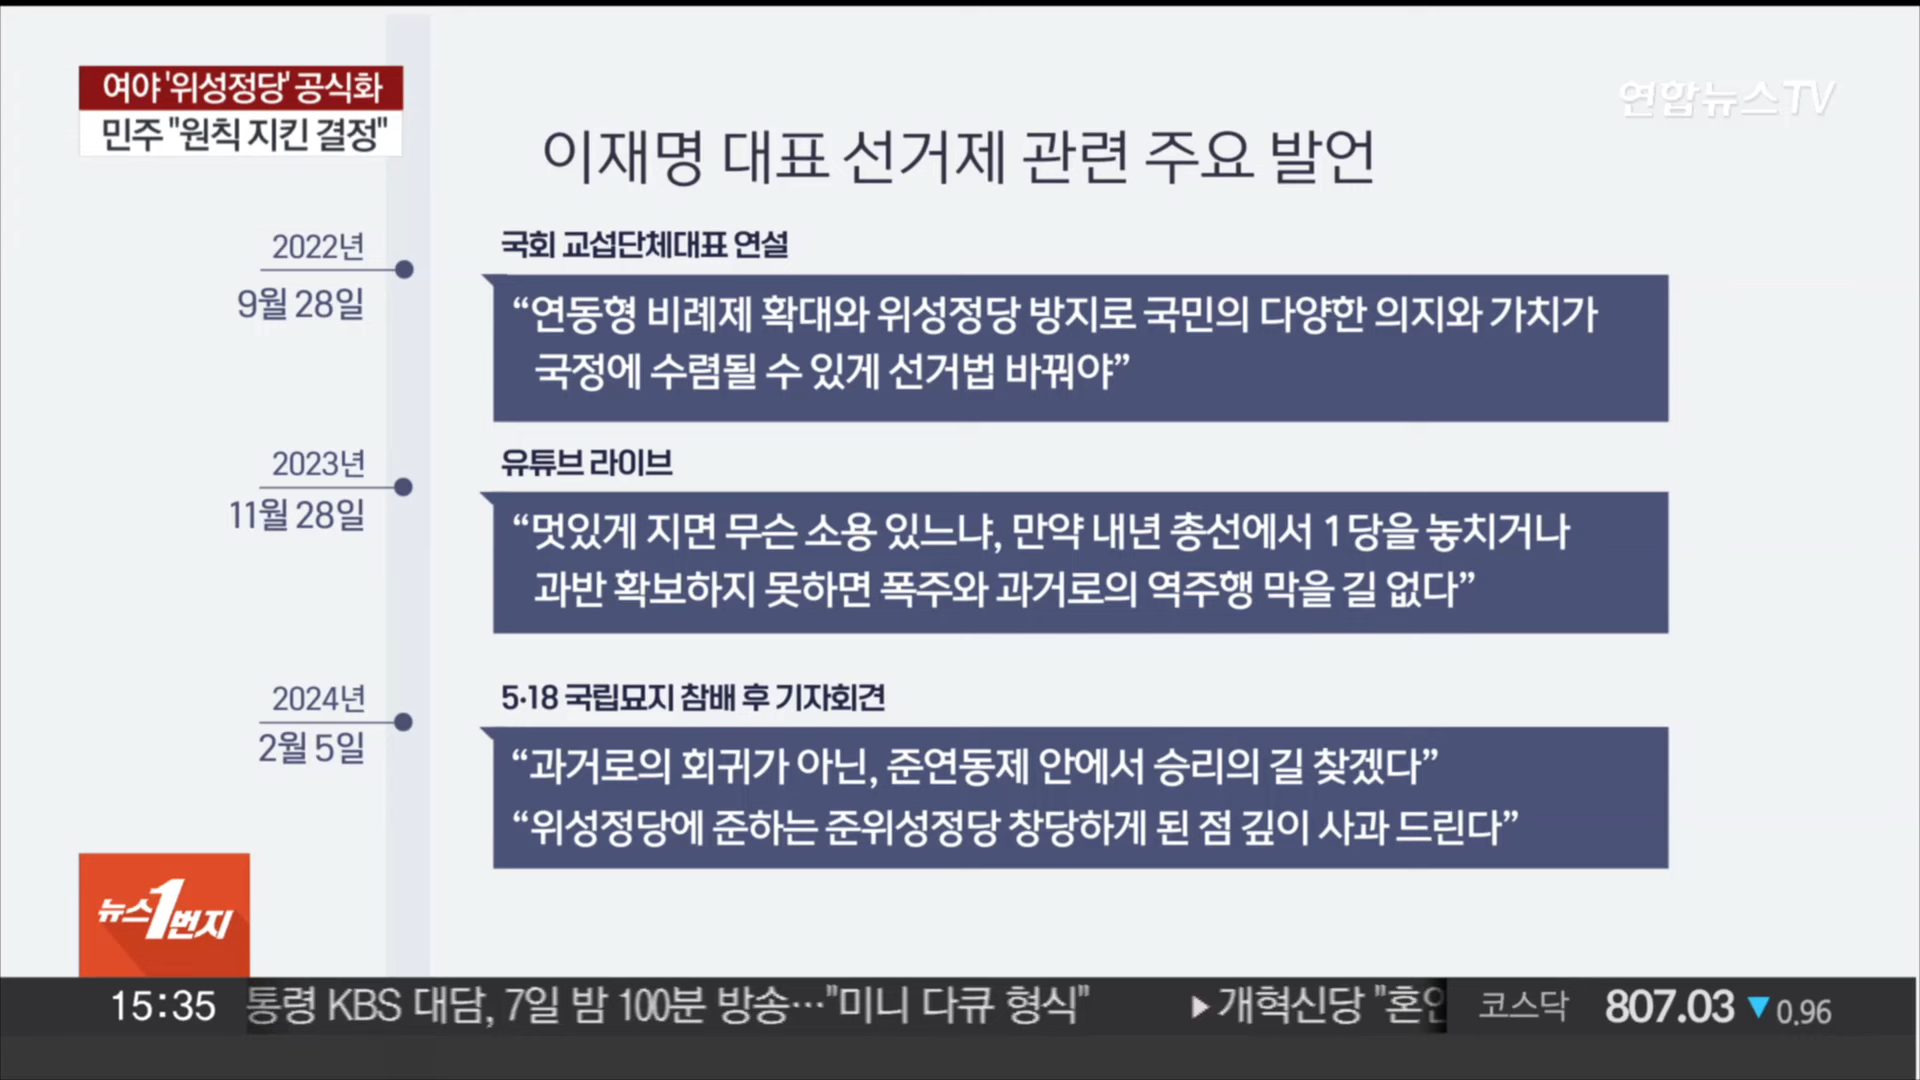 여야 '위성정당' 공식화
민주 "원칙 지킨 결정"
연합뉴스TV
이재명 대표 선거제 관련 주요 발언
2022년
9월 28일
국회 교섭단체대표 연설
“연동형 비례제 확대와 위성정당 방지로 국민의 다양한 의지와 가치가
국정에 수렴될 수 있게 선거법 바꿔야”
2023년
11월 28일
유튜브 라이브
“멋있게 지면 무슨 소용 있느냐, 만약 내년 총선에서 1당을 놓치거나
과반 확보하지 못하면 폭주와 과거로의 역주행 막을 길 없다”
2024년
2월 5일
5·18 국립묘지 참배 후 기자회견
“과거로의 회귀가 아닌, 준연동제 안에서 승리의 길 찾겠다”
“위성정당에 준하는 준위성정당 창당하게 된 점 깊이 사과 드린다”
뉴스1번지
15:35 통령 KBS 대담, 7일 밤 100분 방송…"미니 다큐 형식" ▶개혁신당 "혼인 코스닥 807.03 ▼ 0.96